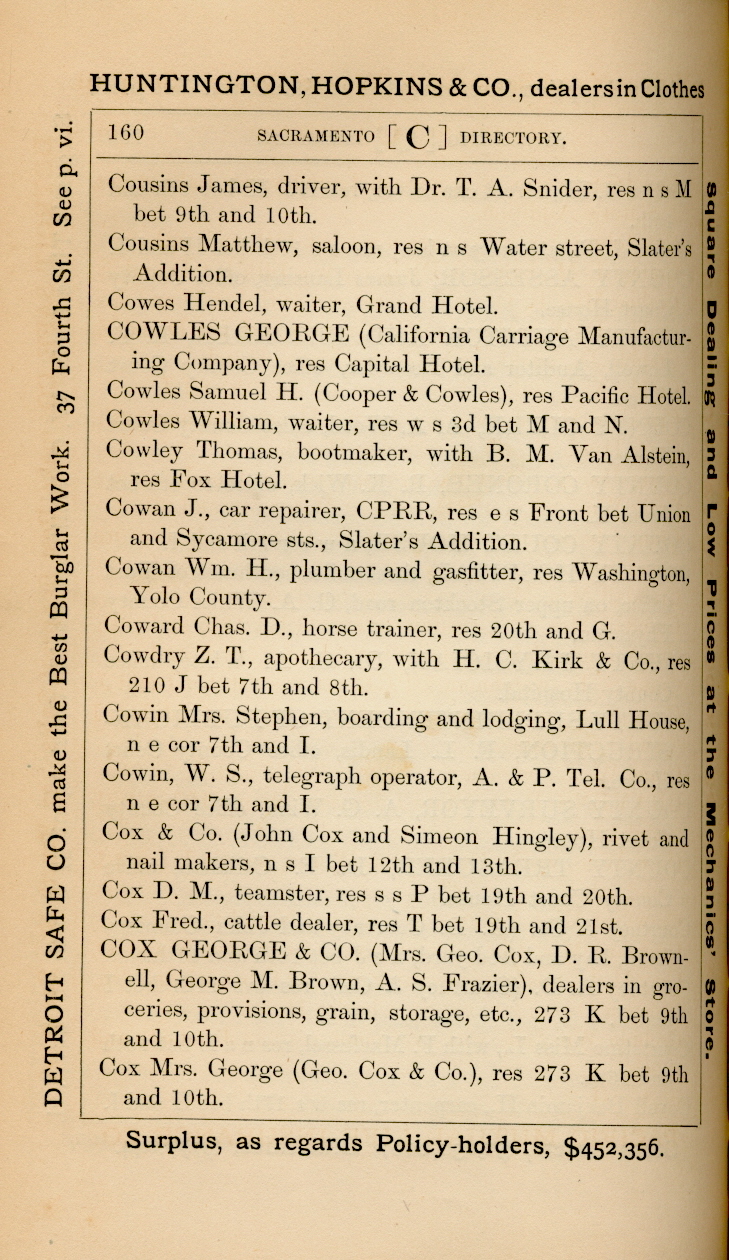 HUNTINGTON, HOPKINS & CO., dealers in Clothes
160 SACRAMENTO [ C ] DIRECTORY.
Cousins James, driver, with Dr. T. A. Snider, res n s M
bet 9th and 10th.
Cousins Matthew, saloon, res n s Water street, Slater's
Addition.
Cowes Hendel, waiter, Grand Hotel.
COWLES GEORGE (California Carriage Manufactur-
ing Company), res Capital Hotel.
Cowles Samuel H. (Cooper & Cowles), res Pacific Hotel.
Cowles William, waiter, res w s 3d bet M and N.
Cowley Thomas, bootmaker, with B. M. Van Alstein,
res Fox Hotel.
Cowan J., car repairer, CPRR, res e s Front bet Union
and Sycamore sts., Slater's Addition.
Cowan Wm. H., plumber and gasfitter, res Washington,
Yolo County.
Coward Chas. D., horse trainer, res 20th and G.
Cowdry Z. T., apothecary, with H. C. Kirk & Co., res
210 J bet 7th and 8th.
Cowin Mrs. Stephen, boarding and lodging, Lull House,
n e cor 7th and I.
Cowin, W. S., telegraph operator, A. & P. Tel. Co., res
n e cor 7th and I.
Cox & Co. (John Cox and Simeon Hingley), rivet and
nail makers, n s I bet 12th and 13th.
Cox D. M., teamster, res s s P bet 19th and 20th.
Cox Fred., cattle dealer, res T bet 19th and 21st.
COX GEORGE & CO. (Mrs. Geo. Cox, D. R. Brown-
ell, George M. Brown, A. S. Frazier), dealers in gro-
ceries, provisions, grain, storage, etc., 273 K bet 9th
and 10th.
Cox Mrs. George (Geo. Cox & Co.), res 273 K bet 9th
and 10th.
Surplus, as regards Policy-holders, $452,356.
DETROIT SAFE CO. make the Best Burglar Work. 37 Fourth St. See p. vi.
Square Dealing and Low Prices at the Mechanics' Store.